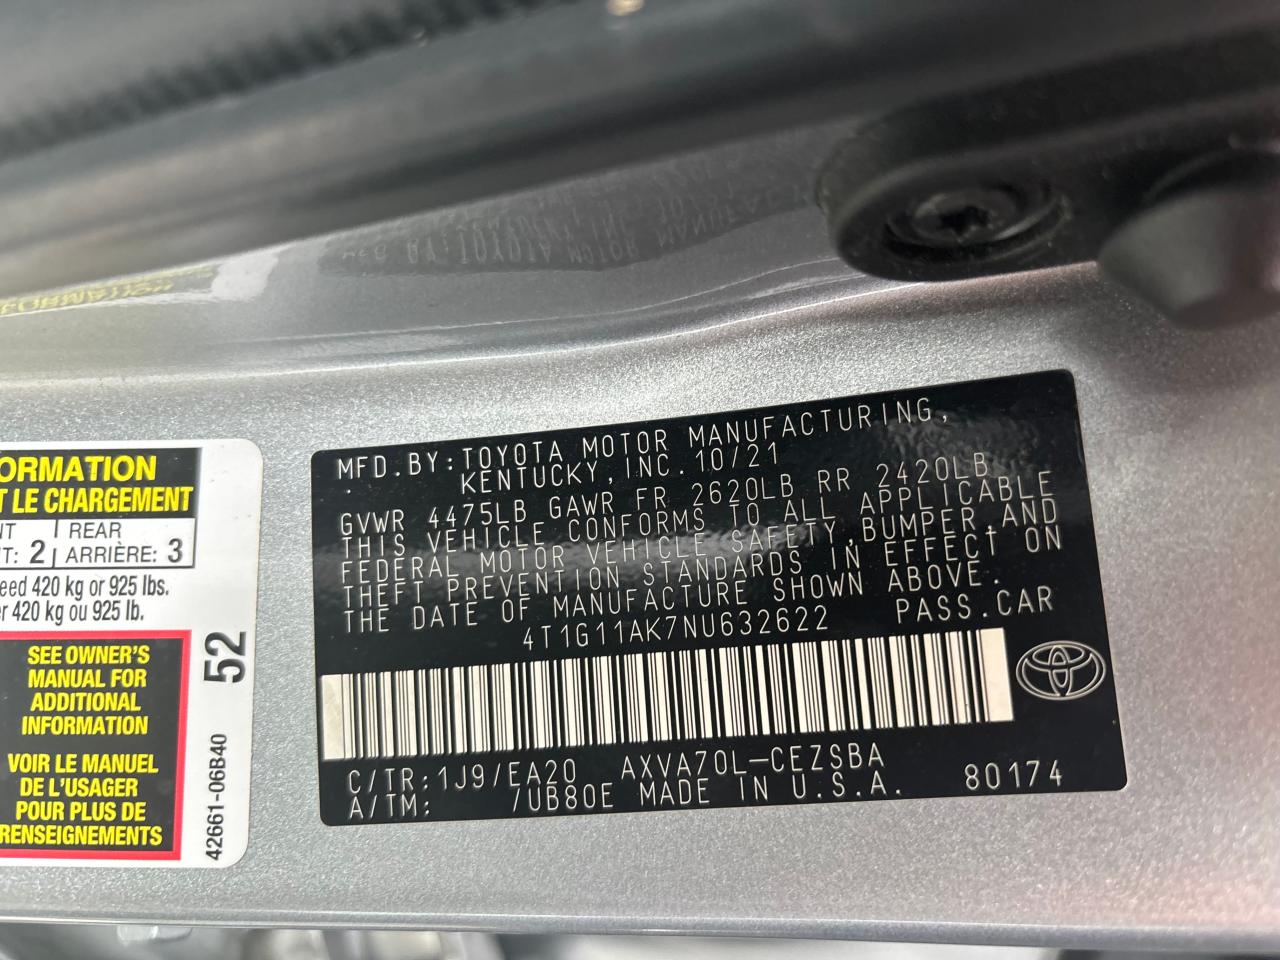 ORMATION
T LE CHARGEMENT
NT REAR
T: 2 ARRIÈRE: 3
eed 420 kg or 925 lbs.
er 420 kg ou 925 lb.
SEE OWNER'S
MANUAL FOR
ADDITIONAL
INFORMATION
VOIR LE MANUEL
DE L'USAGER
POUR PLUS DE
RENSEIGNEMENTS
42661-06B40 52
MFD.BY:TOYOTA MOTOR MANUFACTURING,
KENTUCKY, INC. 10/21
GVWR 4475LB GAWR FR 2620LB RR 2420LB
THIS VEHICLE CONFORMS TO ALL APPLICABLE
FEDERAL MOTOR VEHICLE SAFETY,BUMPER,AND
THEFT PREVENTION STANDARDS IN EFFECT ON
THE DATE OF MANUFACTURE SHOWN ABOVE.
4T1G11AK7NU632622 PASS.CAR
C/TR:1J9/EA20 AXVA70L-CEZSBA
A/TM: /UB80E MADE IN U.S.A. 80174